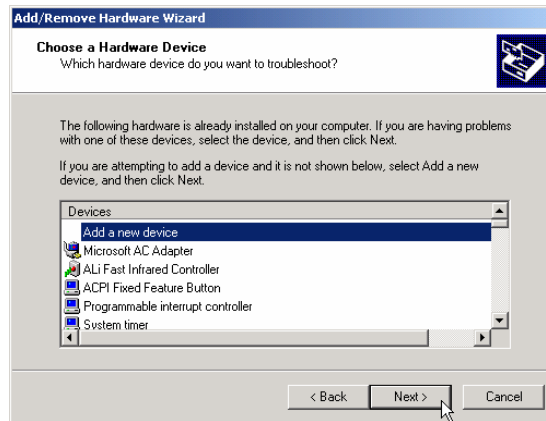 Add/Remove Hardware Wizard
Choose a Hardware Device
Which hardware device do you want to troubleshoot?
The following hardware is already installed on your computer. If you are having problems
with one of these devices, select the device, and then click Next.
If you are attempting to add a device and it is not shown below, select Add a new
device, and then click Next.
Devices
Add a new device
Microsoft AC Adapter
ALi Fast Infrared Controller
ACPI Fixed Feature Button
Programmable interrupt controller
System timer
< Back Next > Cancel